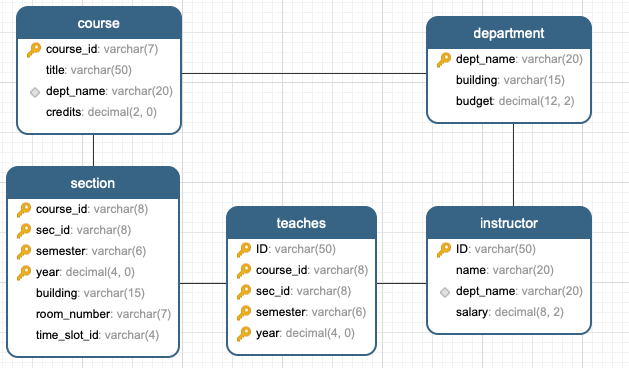 course
course_id: varchar(7)
title: varchar(50)
dept_name: varchar(20)
credits: decimal(2, 0)
department
dept_name: varchar(20)
building: varchar(15)
budget: decimal(12, 2)
section
course_id: varchar(8)
sec_id: varchar(8)
semester: varchar(6)
year: decimal(4, 0)
building: varchar(15)
room_number: varchar(7)
time_slot_id: varchar(4)
teaches
ID: varchar(50)
course_id: varchar(8)
sec_id: varchar(8)
semester: varchar(6)
year: decimal(4, 0)
instructor
ID: varchar(50)
name: varchar(20)
dept_name: varchar(20)
salary: decimal(8, 2)